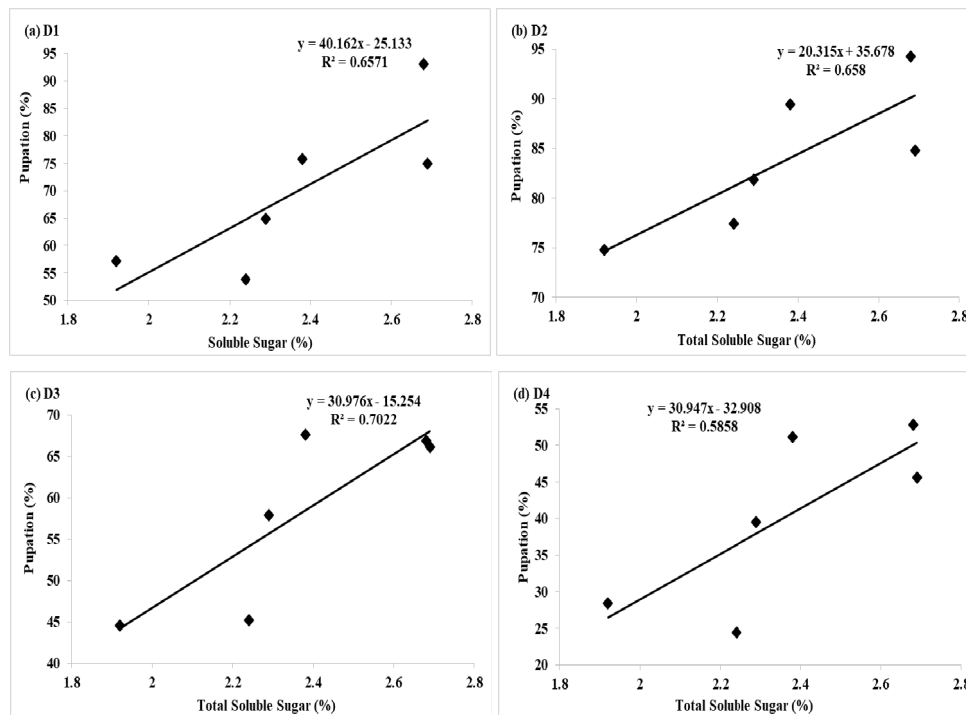 (a) D1
y = 40.162x - 25.133
R² = 0.6571
95
90
85
80
75
70
65
60
55
50
Pupation (%)
1.8 2 2.2 2.4 2.6 2.8
Soluble Sugar (%)
(b) D2
y = 20.315x + 35.678
R² = 0.658
95
90
85
80
75
70
Pupation (%)
1.8 2 2.2 2.4 2.6 2.8
Total Soluble Sugar (%)
(c) D3
y = 30.976x - 15.254
R² = 0.7022
70
65
60
55
50
45
40
Pupation (%)
1.8 2 2.2 2.4 2.6 2.8
Total Soluble Sugar (%)
(d) D4
y = 30.947x - 32.908
R² = 0.5858
55
50
45
40
35
30
25
20
Pupation (%)
1.8 2 2.2 2.4 2.6 2.8
Total Soluble Sugar (%)